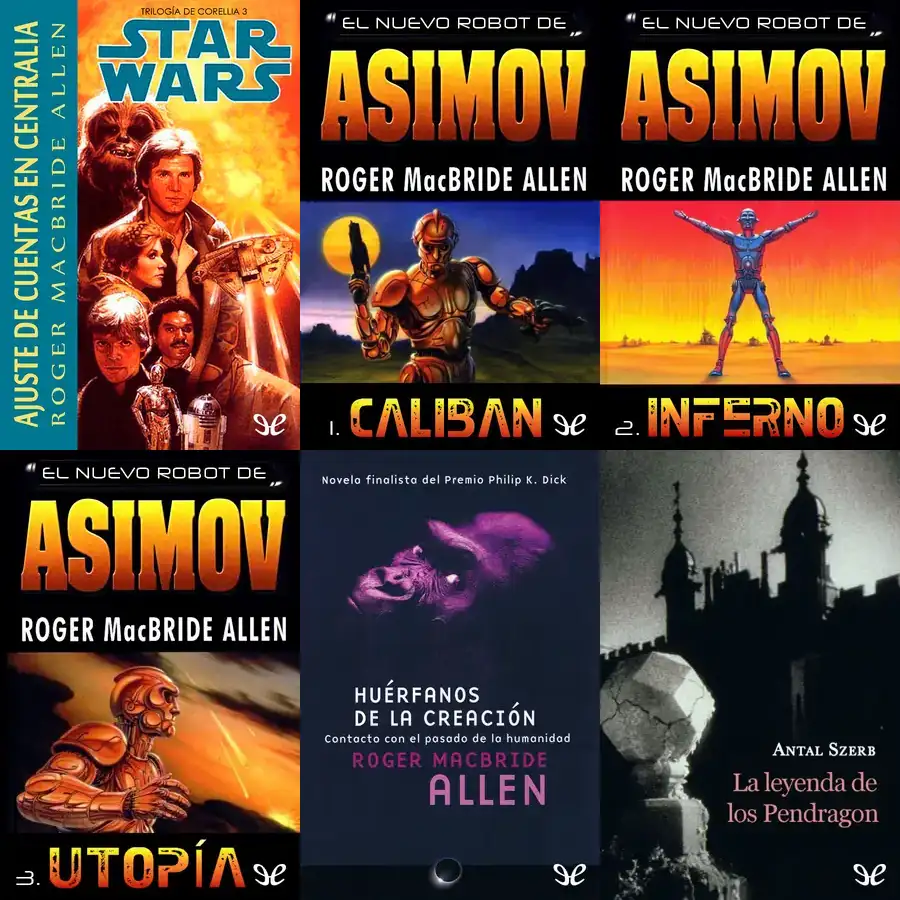 TRILOGÍA DE CORELLIA 3
STAR
WARS
AJUSTE DE CUENTAS EN CENTRALIA
ROGER MACBRIDE ALLEN
"EL NUEVO ROBOT DE"
ASIMOV
ROGER MacBRIDE ALLEN
1. CALIBAN
"EL NUEVO ROBOT DE"
ASIMOV
ROGER MacBRIDE ALLEN
2. INFERNO
"EL NUEVO ROBOT DE"
ASIMOV
ROGER MacBRIDE ALLEN
3. UTOPÍA
Novela finalista del Premio Philip K. Dick
HUÉRFANOS
DE LA CREACIÓN
Contacto con el pasado de la humanidad
ROGER MACBRIDE
ALLEN
ANTAL SZERB
La leyenda de
los Pendragon